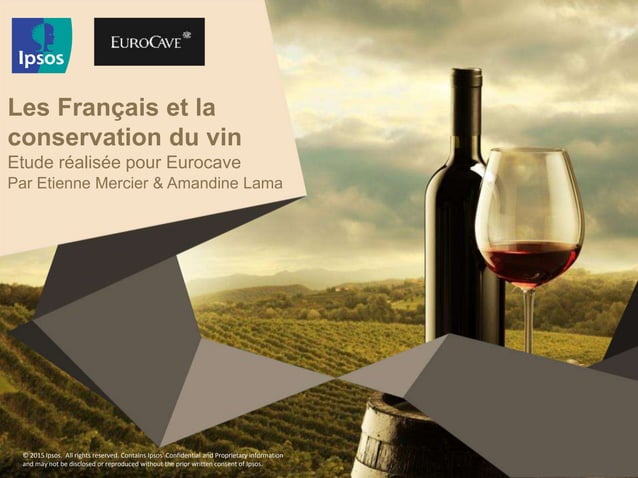 Ipsos
EUROCAVE
Les Français et la
conservation du vin
Etude réalisée pour Eurocave
Par Etienne Mercier & Amandine Lama
© 2015 Ipsos. All rights reserved. Contains Ipsos' Confidential and Proprietary information
and may not be disclosed or reproduced without the prior written consent of Ipsos.